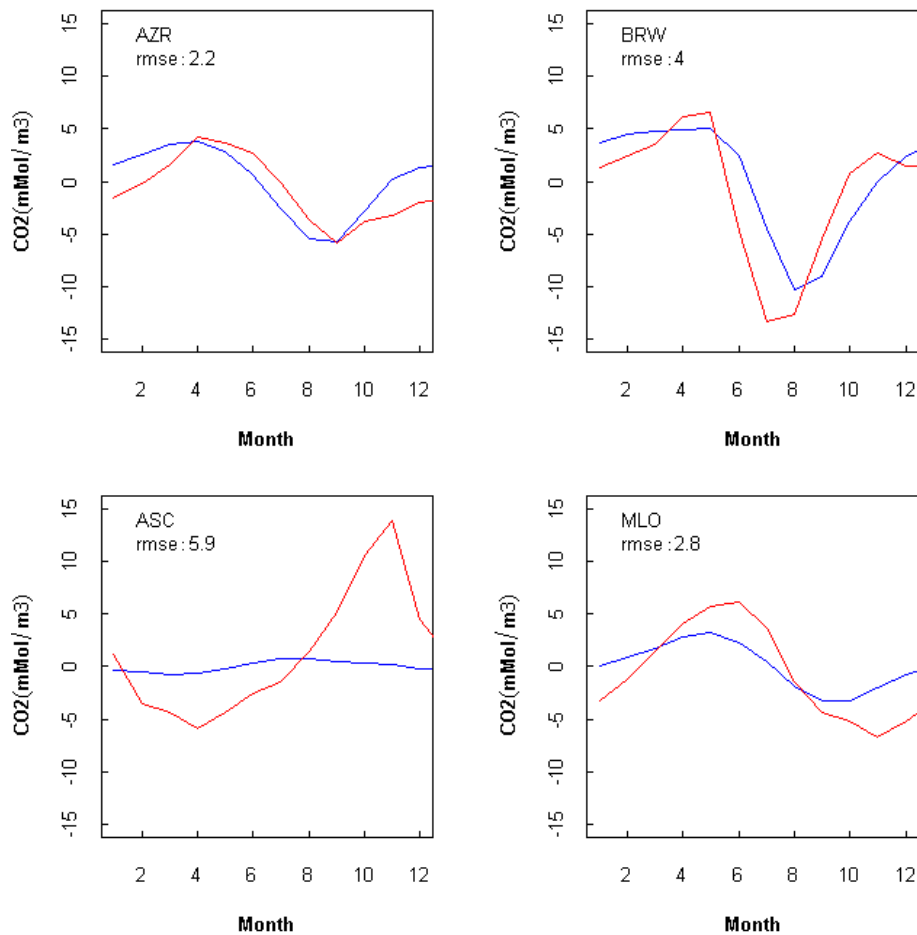 AZR
rmse: 2.2
CO2(mMol/m3)
15
10
5
0
-5
-10
-15
2 4 6 8 10 12
Month
BRW
rmse: 4
CO2(mMol/m3)
15
10
5
0
-5
-10
-15
2 4 6 8 10 12
Month
ASC
rmse: 5.9
CO2(mMol/m3)
15
10
5
0
-5
-10
-15
2 4 6 8 10 12
Month
MLO
rmse: 2.8
CO2(mMol/m3)
15
10
5
0
-5
-10
-15
2 4 6 8 10 12
Month